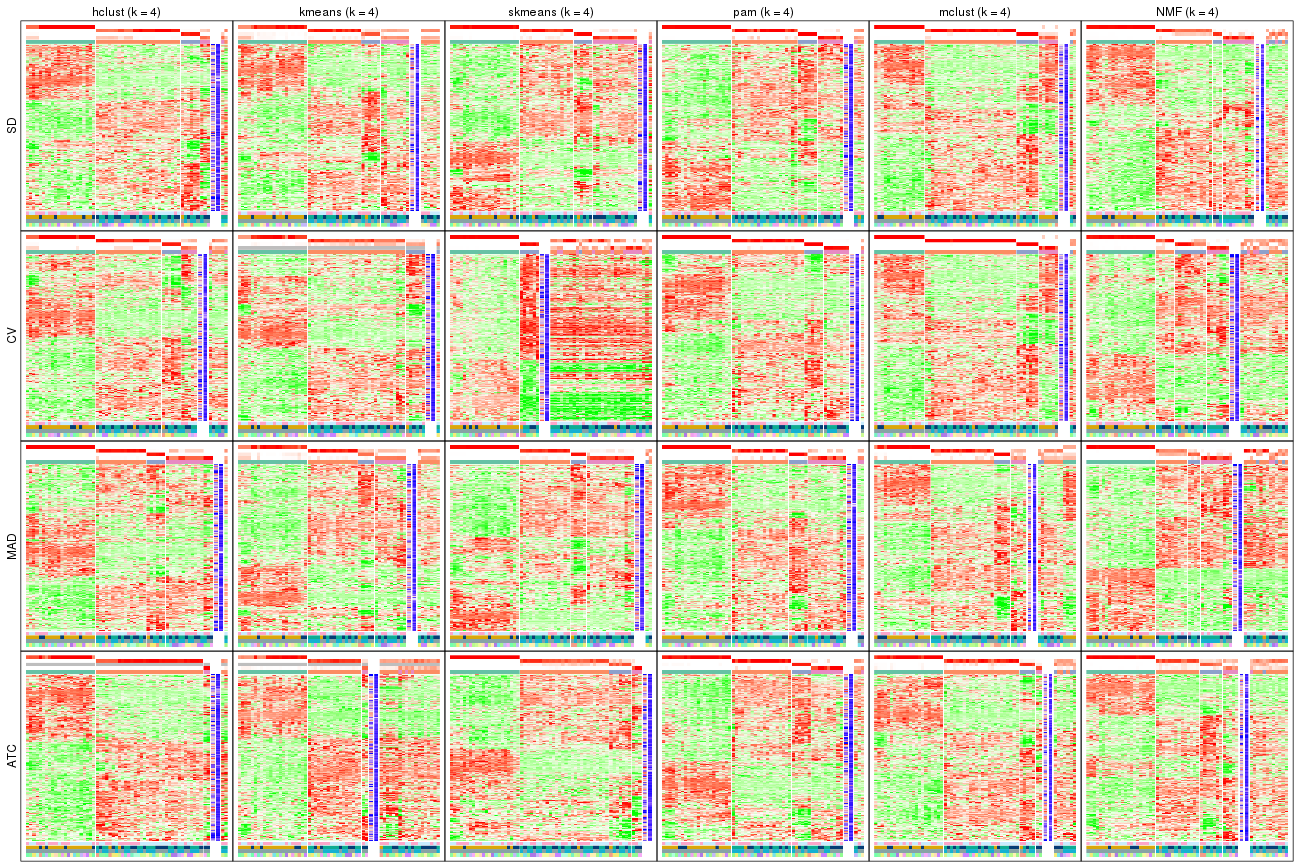 hclust (k = 4) kmeans (k = 4) skmeans (k = 4) pam (k = 4) mclust (k = 4) NMF (k = 4)
SD
CV
MAD
ATC